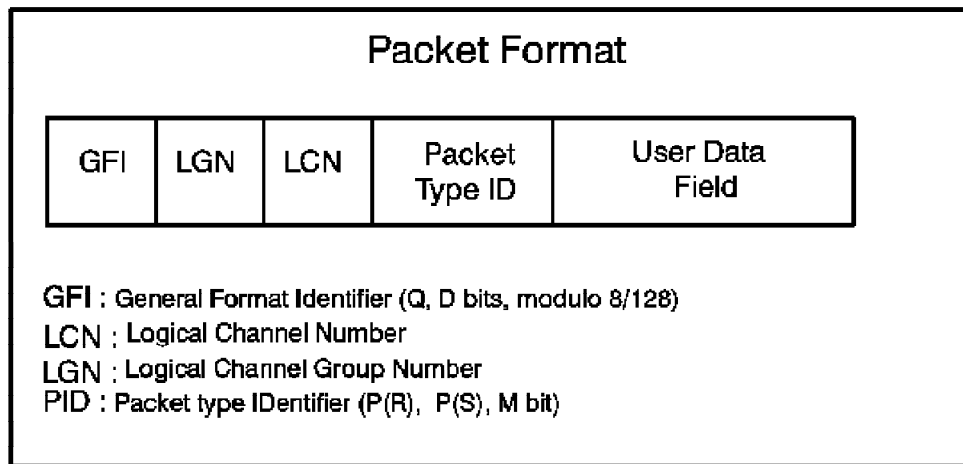 Packet Format
GFI
LGN
LCN
Packet
Type ID
User Data
Field
GFI : General Format Identifier (Q, D bits, modulo 8/128)
LCN : Logical Channel Number
LGN : Logical Channel Group Number
PID : Packet type IDentifier (P(R), P(S), M bit)